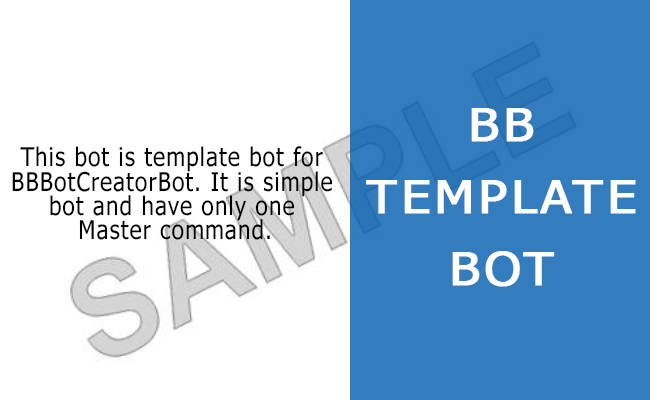 This bot is template bot for
BBBotCreatorBot. It is simple
bot and have only one
Master command.
BB
TEMPLATE
BOT
SAMPLE